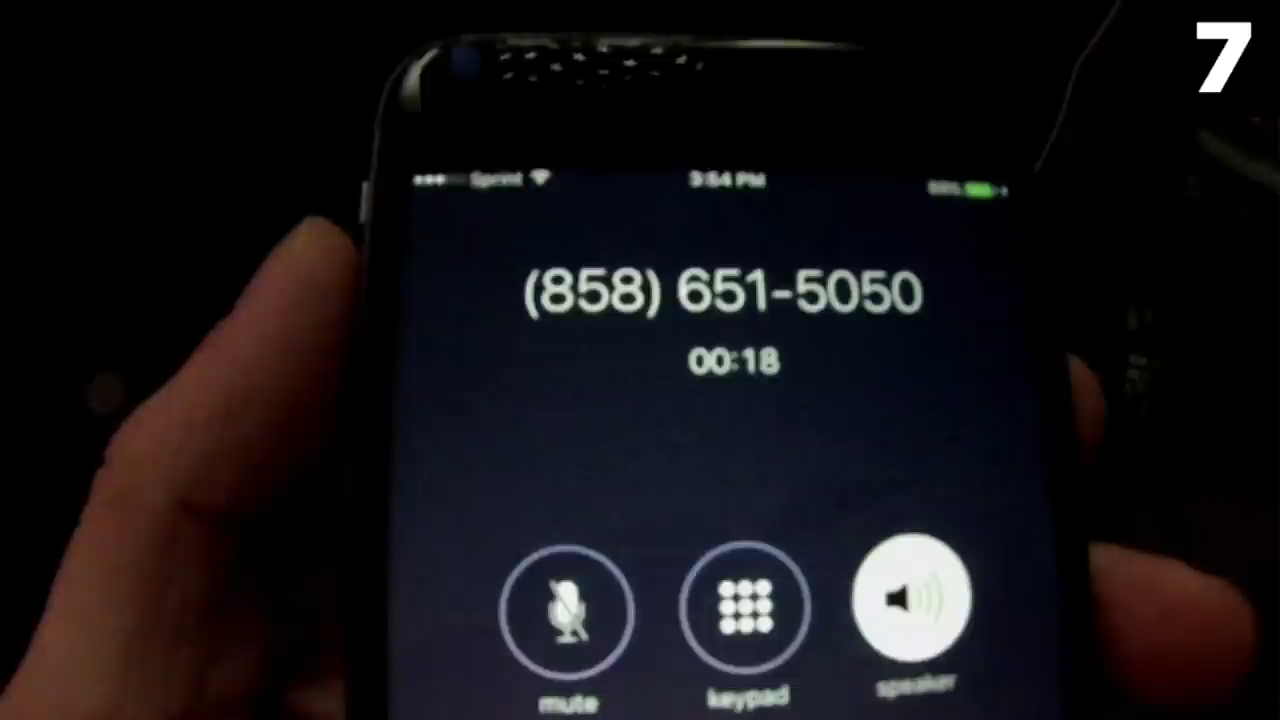 7
Sprint 3:54 PM
(858) 651-5050
00:18
mute keypad speaker